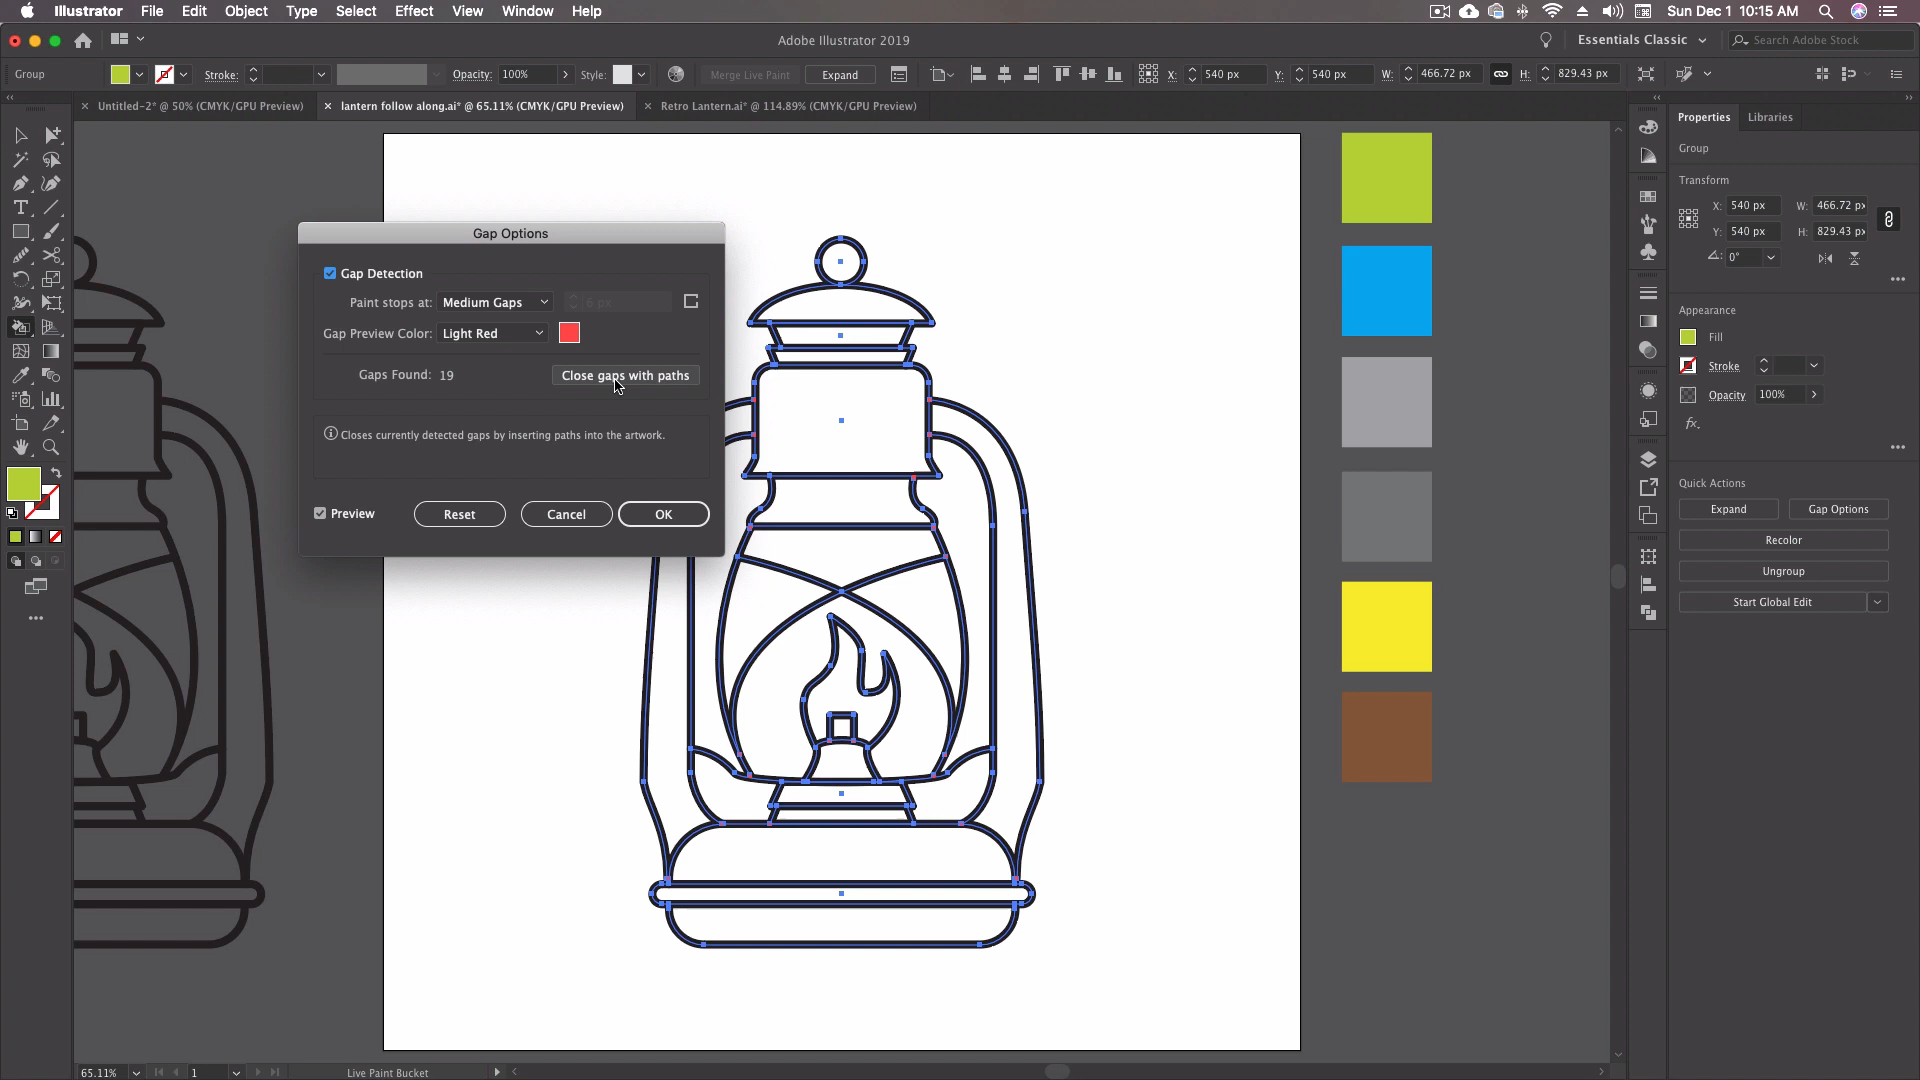 Illustrator File Edit Object Type Select Effect View Window Help
Sun Dec 1 10:15 AM
Adobe Illustrator 2019
Essentials Classic
Search Adobe Stock
Group Stroke: Opacity: 100% Style: Merge Live Paint Expand X: 540 px Y: 540 px W: 466.72 px H: 829.43 px
Untitled-2* @ 50% (CMYK/GPU Preview)
lantern follow along.ai* @ 65.11% (CMYK/GPU Preview)
Retro Lantern.ai* @ 114.89% (CMYK/GPU Preview)
Gap Options
Gap Detection
Paint stops at: Medium Gaps 6 px
Gap Preview Color: Light Red
Gaps Found: 19 Close gaps with paths
Closes currently detected gaps by inserting paths into the artwork.
Preview Reset Cancel OK
Properties Libraries
Group
Transform
X: 540 px W: 466.72 px
Y: 540 px H: 829.43 px
0°
Appearance
Fill
Stroke
Opacity 100%
fx.
Quick Actions
Expand Gap Options
Recolor
Ungroup
Start Global Edit
65.11% 1 Live Paint Bucket